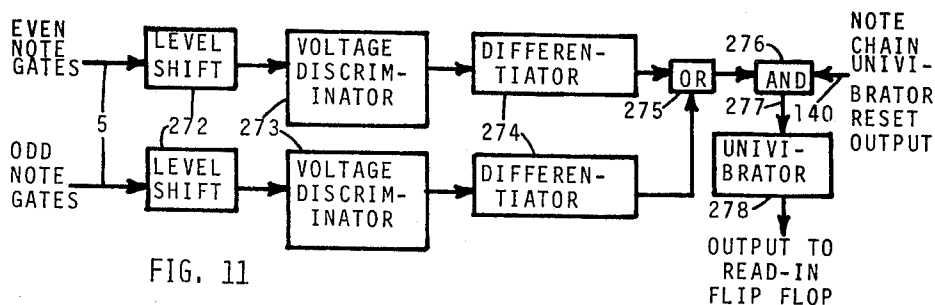 EVEN
NOTE
GATES
LEVEL
SHIFT
VOLTAGE
DISCRIM-
INATOR
DIFFEREN-
TIATOR
OR
275
276
AND
277
140
NOTE
CHAIN
UNIVI-
BRATOR
RESET
OUTPUT
5
272
273
274
ODD
NOTE
GATES
LEVEL
SHIFT
VOLTAGE
DISCRIM-
INATOR
DIFFEREN-
TIATOR
UNIVI-
BRATOR
278
OUTPUT TO
READ-IN
FLIP FLOP
FIG. 11